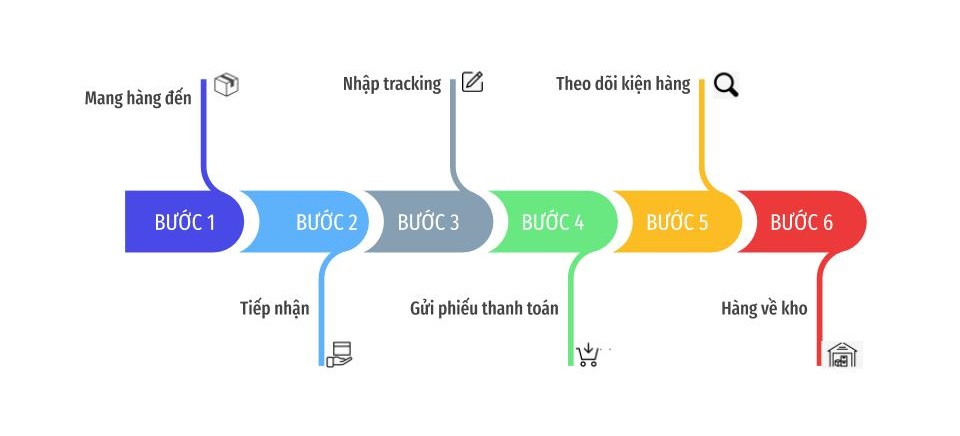 Mang hàng đến
Nhập tracking
Theo dõi kiện hàng
BƯỚC 1
BƯỚC 2
BƯỚC 3
BƯỚC 4
BƯỚC 5
BƯỚC 6
Tiếp nhận
Gửi phiếu thanh toán
Hàng về kho